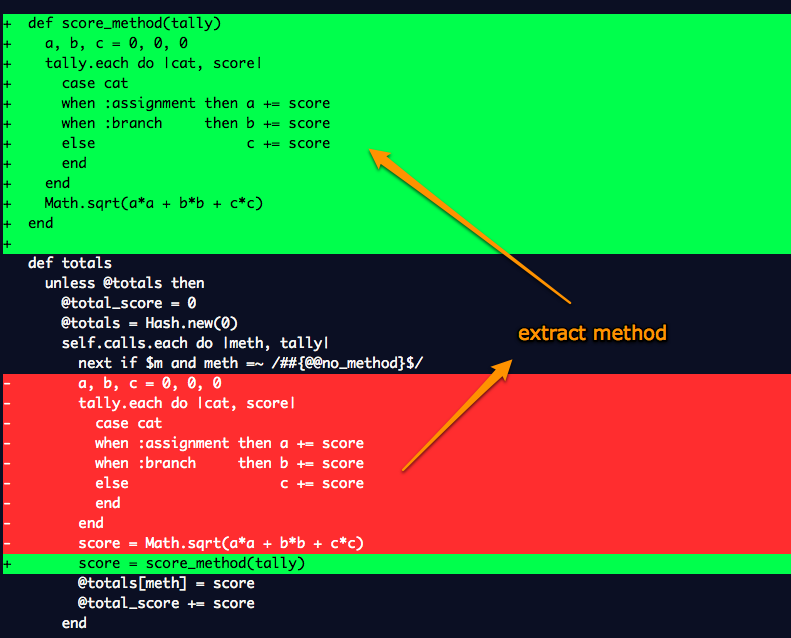 +  def score_method(tally)
+    a, b, c = 0, 0, 0
+    tally.each do |cat, score|
+      case cat
+      when :assignment then a += score
+      when :branch     then b += score
+      else                  c += score
+      end
+    end
+    Math.sqrt(a*a + b*b + c*c)
+  end
+
   def totals
     unless @totals then
       @total_score = 0
       @totals = Hash.new(0)
       self.calls.each do |meth, tally|
extract method
         next if $m and meth =~ /##{@@no_method}$/
-        a, b, c = 0, 0, 0
-        tally.each do |cat, score|
-          case cat
-          when :assignment then a += score
-          when :branch     then b += score
-          else                  c += score
-          end
-        end
-        score = Math.sqrt(a*a + b*b + c*c)
+        score = score_method(tally)
         @totals[meth] = score
         @total_score += score
       end